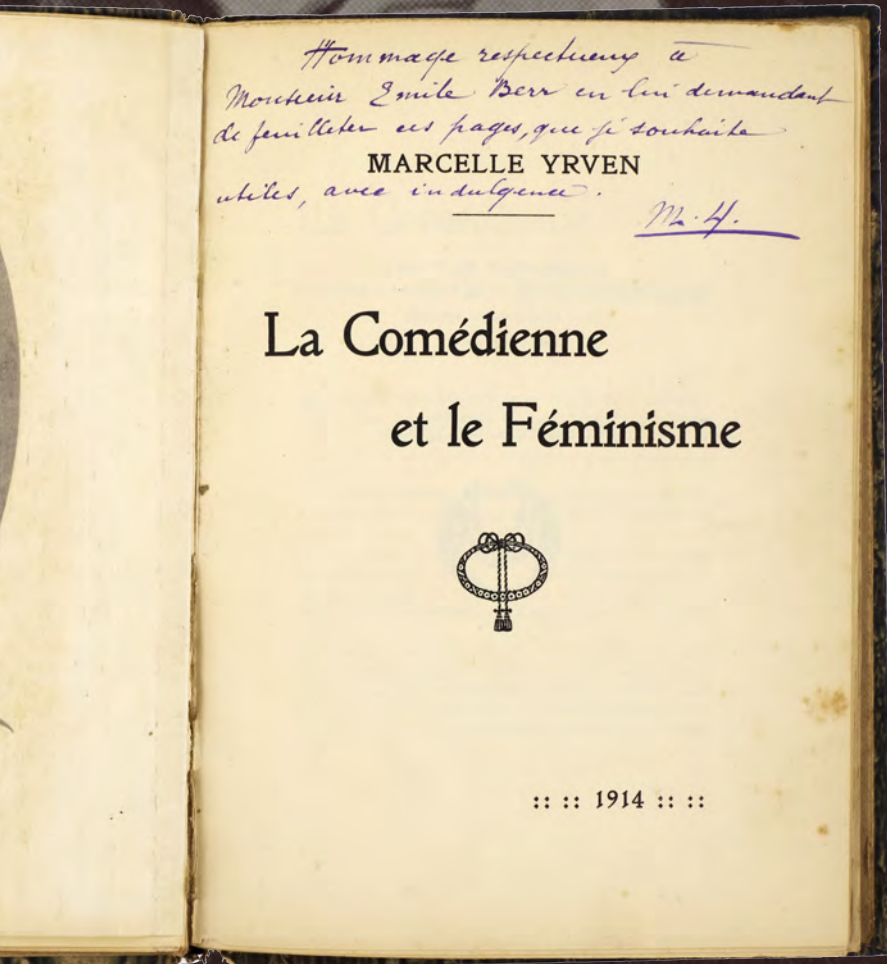 Hommage respectueux à
Monsieur Emile Berr en lui demandant
de feuilleter ces pages, que je souhaite
MARCELLE YRVEN
utiles, avec indulgence.
M. Y.
La Comédienne
et le Féminisme
:: :: 1914 :: ::